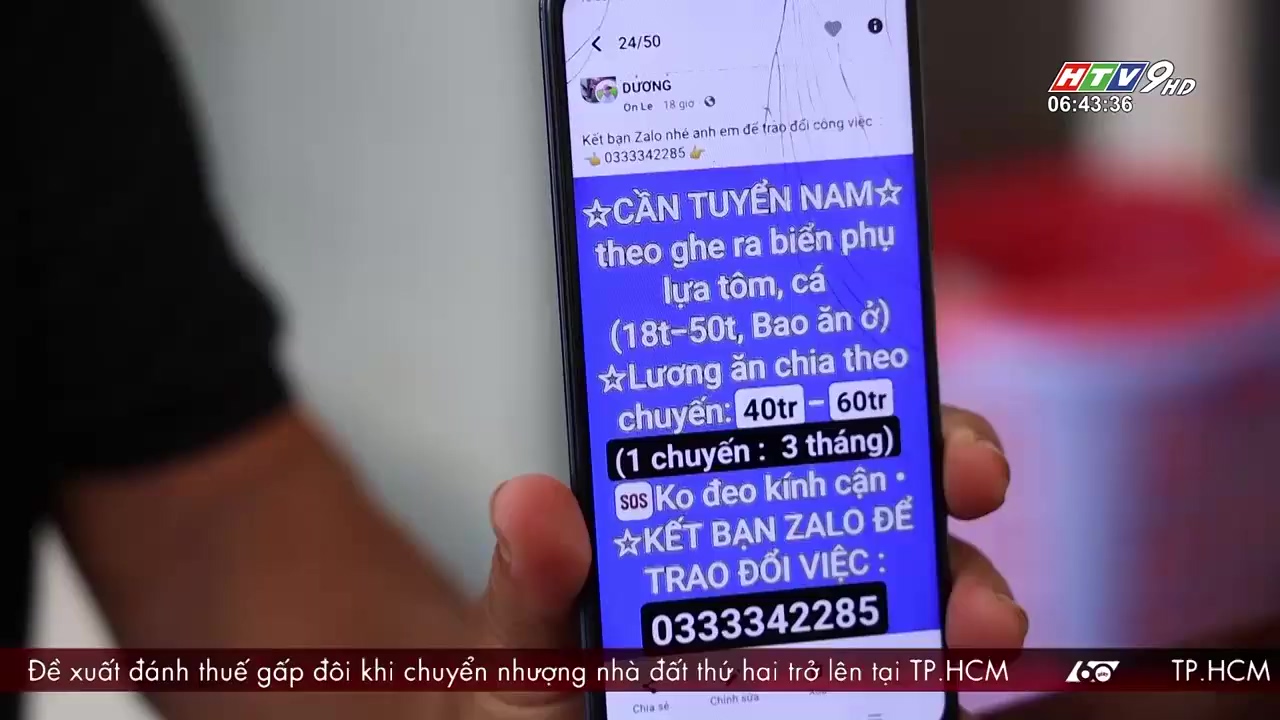 24/50
HTV9 HD
06:43:36
DƯƠNG
On Le 18 giờ
Kết bạn Zalo nhé anh em để trao đổi công việc :
👉 0333342285 👉
☆CẦN TUYỂN NAM☆
theo ghe ra biển phụ
lựa tôm, cá
(18t-50t, Bao ăn ở)
☆Lương ăn chia theo
chuyến: 40tr - 60tr
(1 chuyến : 3 tháng)
SOS Ko đeo kính cận •
☆KẾT BẠN ZALO ĐỂ
TRAO ĐỔI VIỆC :
0333342285
Đề xuất đánh thuế gấp đôi khi chuyển nhượng nhà đất thứ hai trở lên tại TP.HCM 60 giây TP.HCM
Chia sẻ Chỉnh sửa